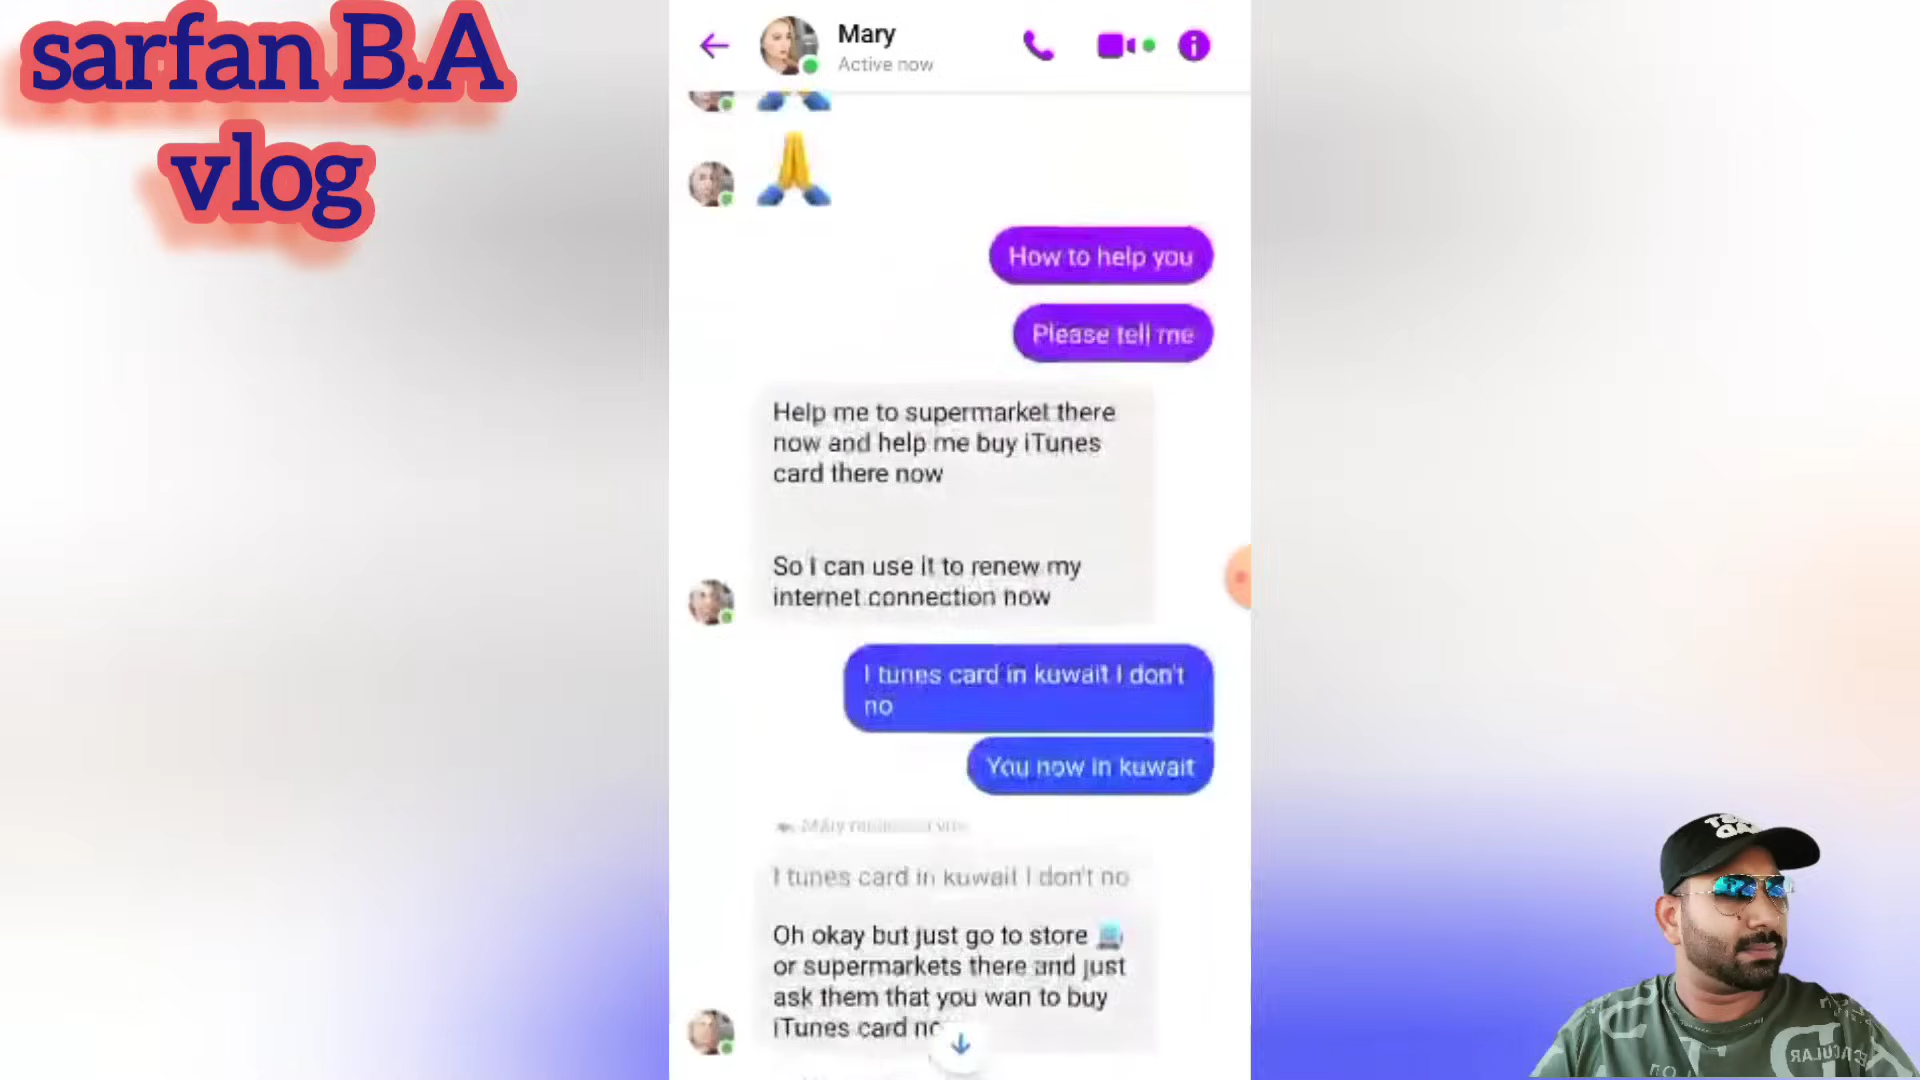 sarfan B.A
vlog
Mary
Active now
How to help you
Please tell me
Help me to supermarket there
now and help me buy iTunes
card there now
So I can use it to renew my
internet connection now
I tunes card in kuwait I don't
no
You now in kuwait
Mary
I tunes card in kuwait I don't no
Oh okay but just go to store
or supermarkets there and just
ask them that you wan to buy
iTunes card